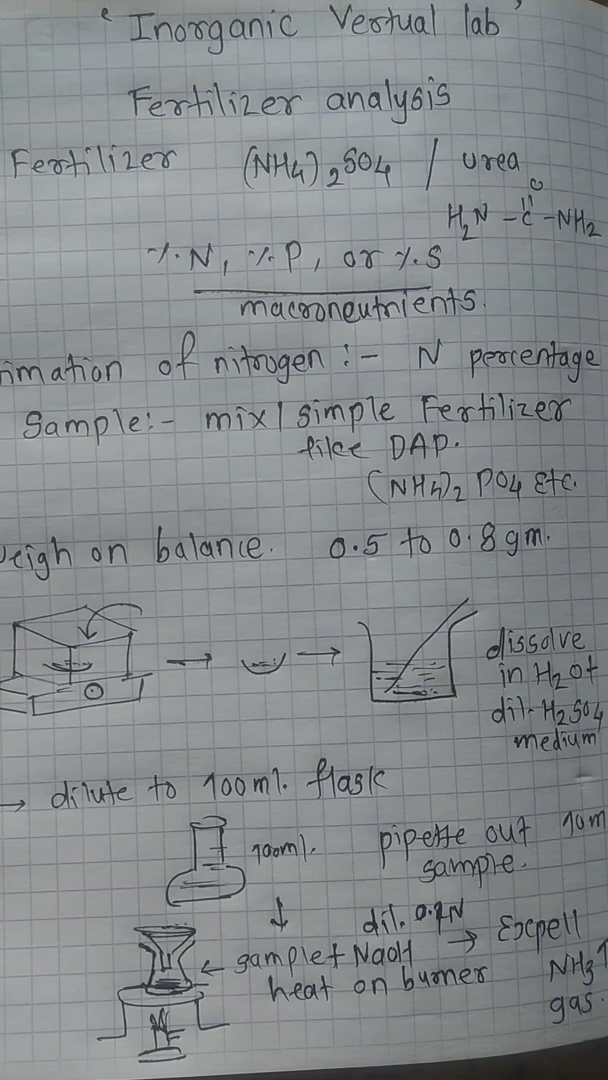 ‘ Inorganic Vertual lab ’
Fertilizer analysis
Fertilizer (NH4)2SO4 / Urea
O
H2N – C – NH2
%N, %P, or %S
macroneutrients.
imation of nitrogen :- N percentage
Sample:- mix/simple Fertilizer
like DAP.
(NH4)2 PO4 Etc.
eigh on balance. 0.5 to 0.8 gm.
dissolve
in H2O+
dil. H2SO4
medium
→ dilute to 100ml. flask
100ml. pipette out 10m
sample.
↓ dil. 0.1N
← sample + NaOH → Expell
heat on burner NH3↑
gas.